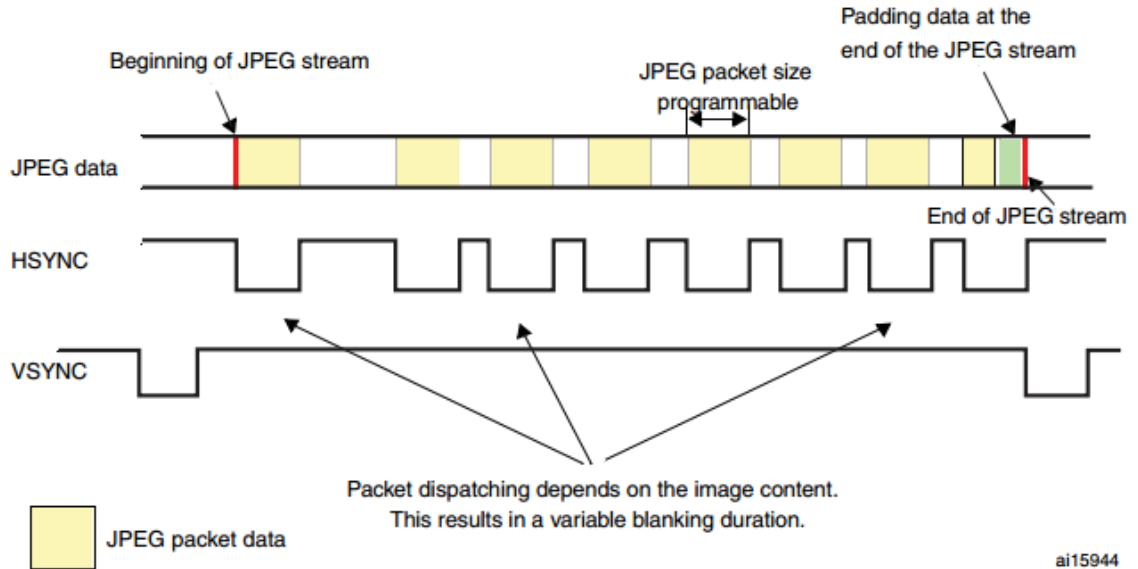 Padding data at the
end of the JPEG stream
Beginning of JPEG stream
JPEG packet size
programmable
JPEG data
End of JPEG stream
HSYNC
VSYNC
Packet dispatching depends on the image content.
This results in a variable blanking duration.
JPEG packet data
ai15944